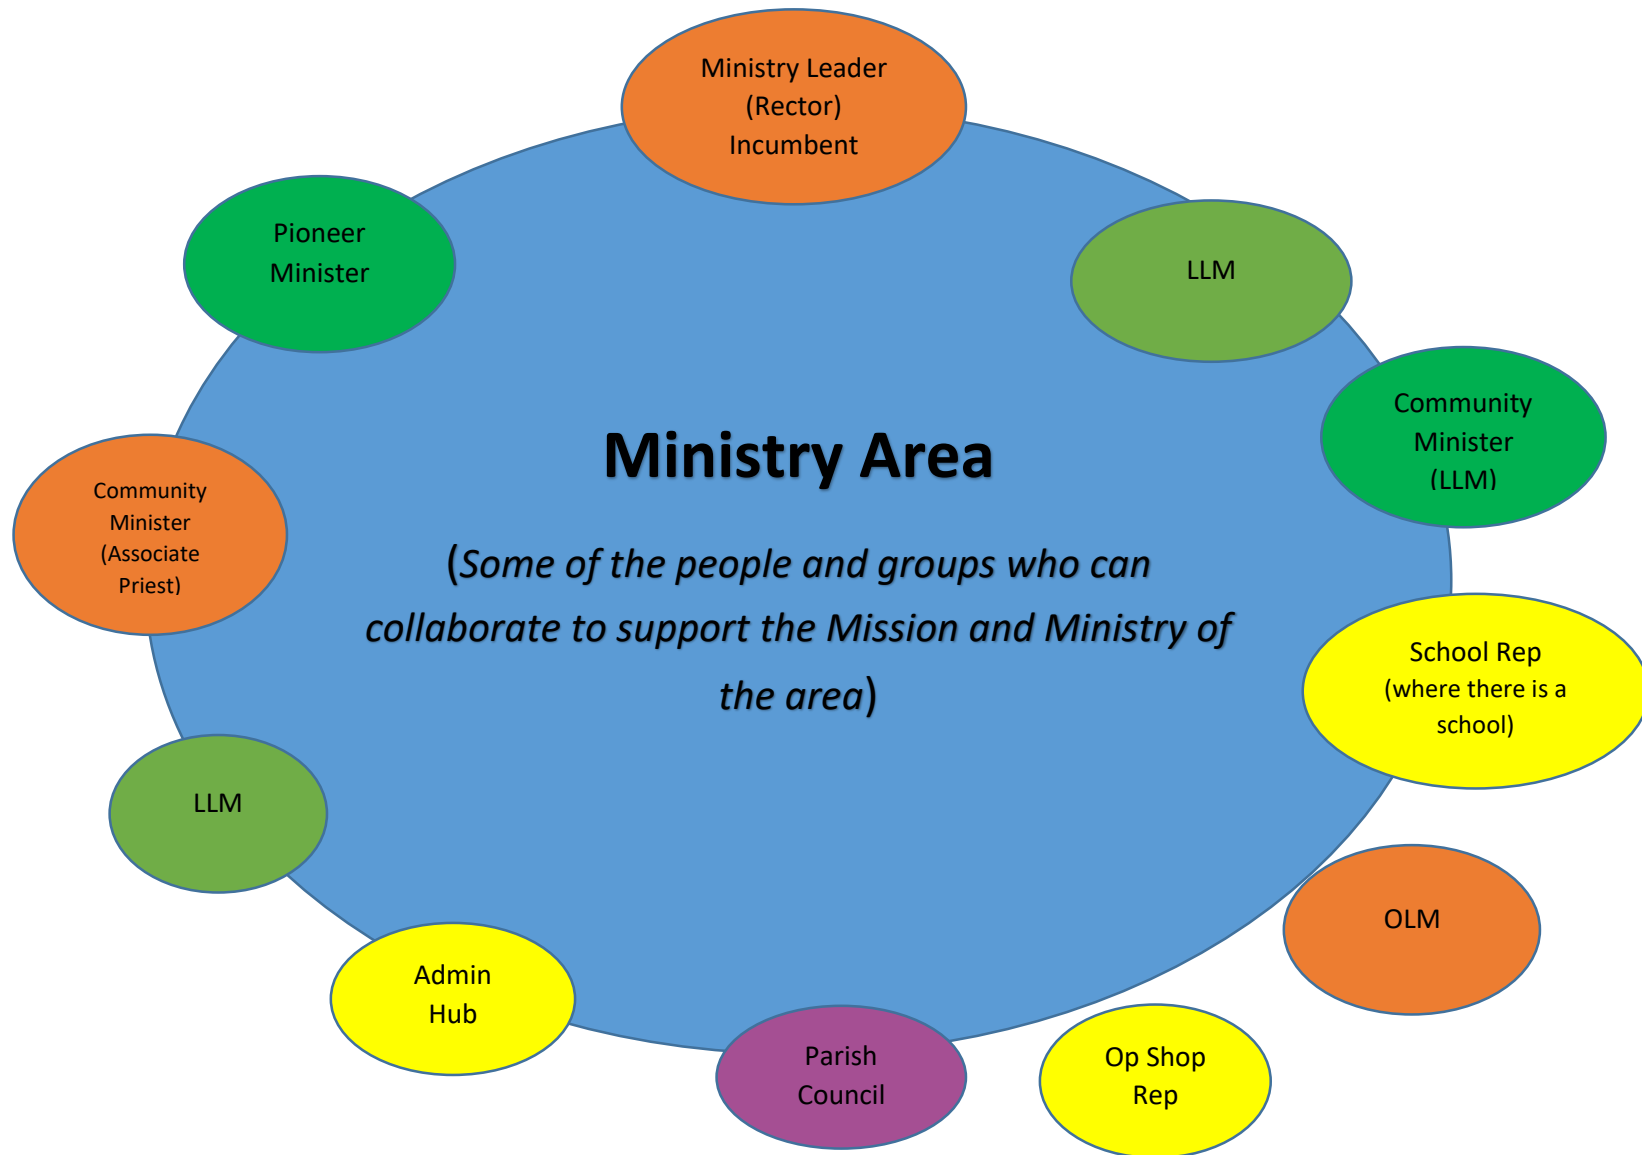 Ministry Leader
(Rector)
Incumbent
Pioneer
Minister
LLM
Community
Minister
(LLM)
Ministry Area
Community
Minister
(Associate
Priest)
(Some of the people and groups who can
collaborate to support the Mission and Ministry of
the area)
School Rep
(where there is a
school)
LLM
OLM
Admin
Hub
Parish
Council
Op Shop
Rep